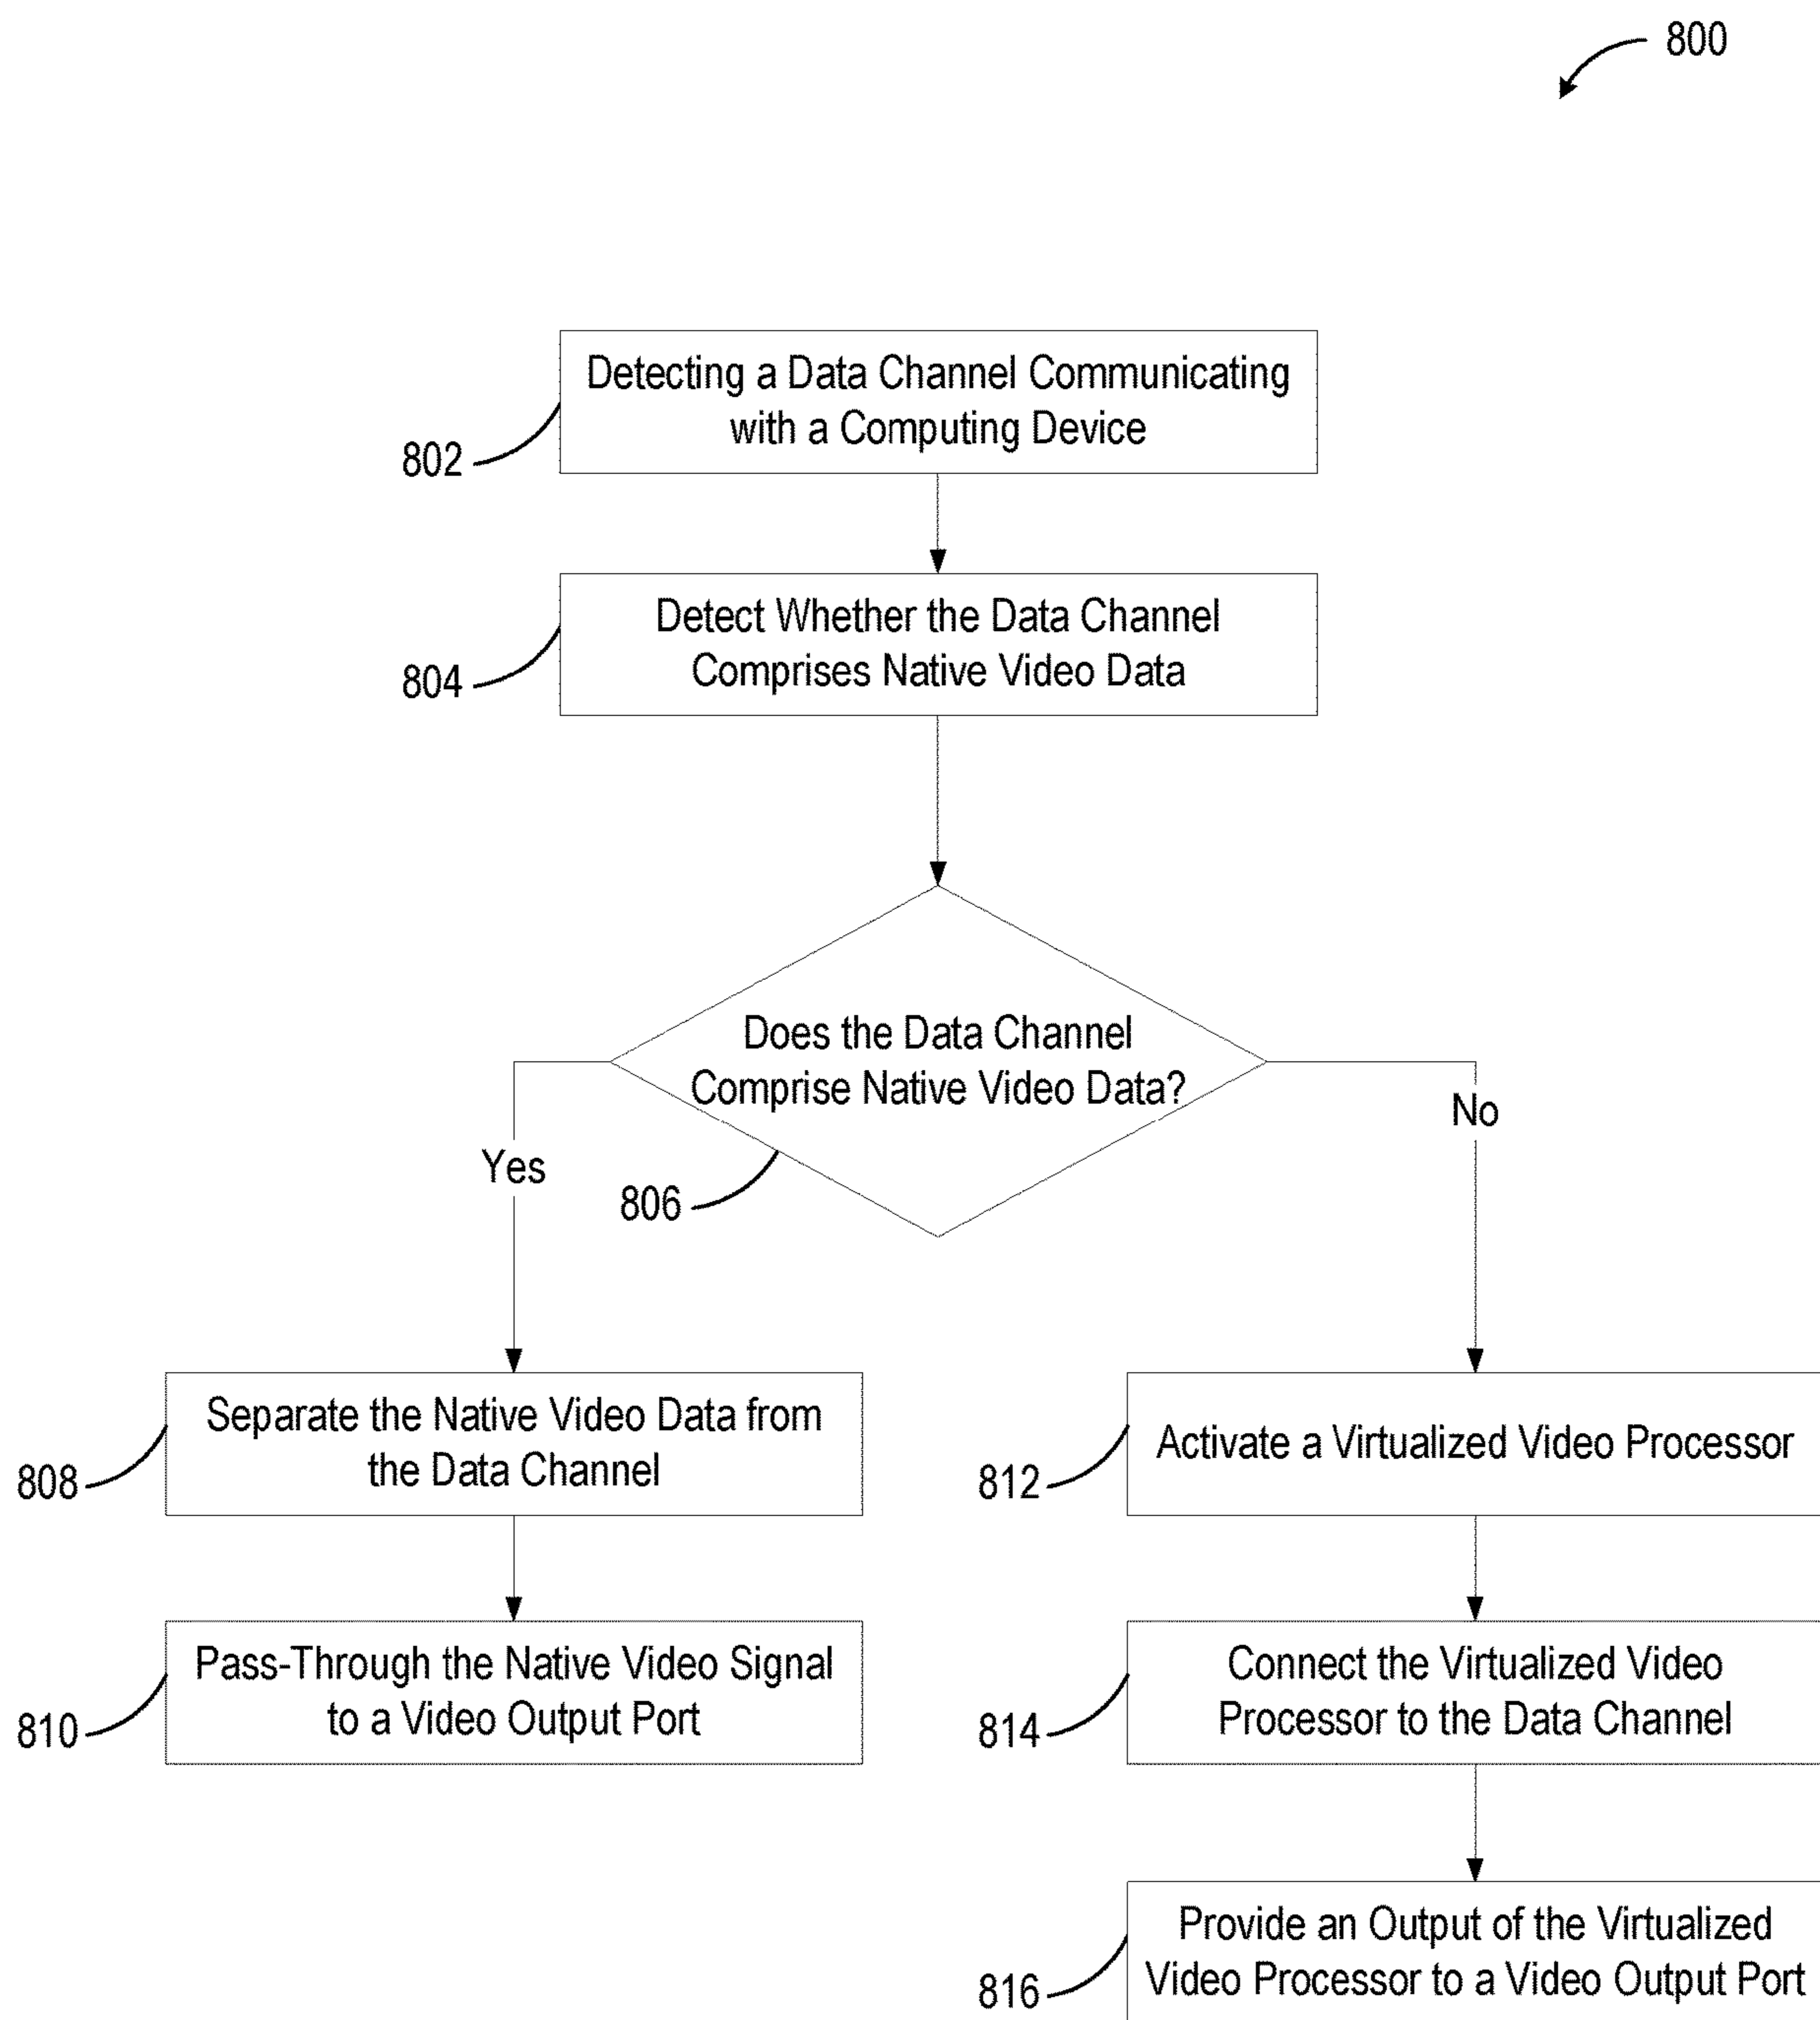 800
Detecting a Data Channel Communicating
with a Computing Device
802
Detect Whether the Data Channel
Comprises Native Video Data
804
Does the Data Channel
Comprise Native Video Data?
806
Yes
No
Separate the Native Video Data from
the Data Channel
808
Pass-Through the Native Video Signal
to a Video Output Port
810
Activate a Virtualized Video Processor
812
Connect the Virtualized Video
Processor to the Data Channel
814
Provide an Output of the Virtualized
Video Processor to a Video Output Port
816